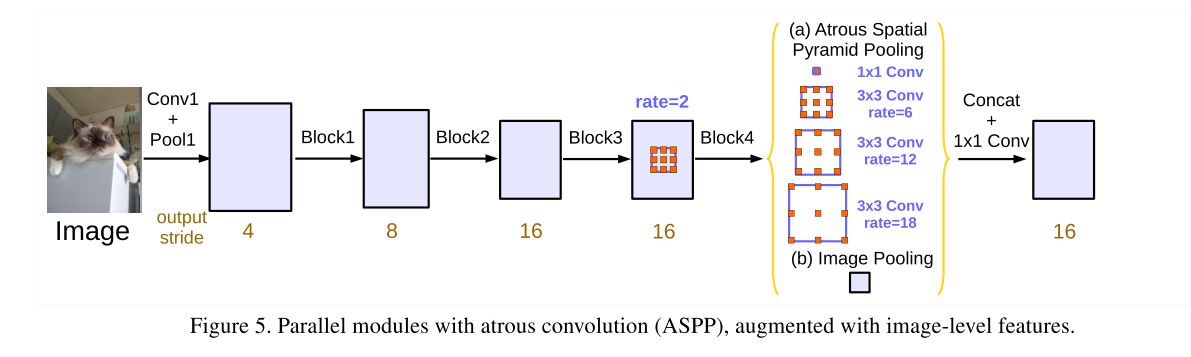 (a) Atrous Spatial
Pyramid Pooling
1x1 Conv
3x3 Conv
rate=6
3x3 Conv
rate=12
3x3 Conv
rate=18
(b) Image Pooling
Conv1
+
Pool1
Block1
Block2
Block3
rate=2
Block4
Concat
+
1x1 Conv
Image
output
stride
4
8
16
16
16
Figure 5. Parallel modules with atrous convolution (ASPP), augmented with image-level features.